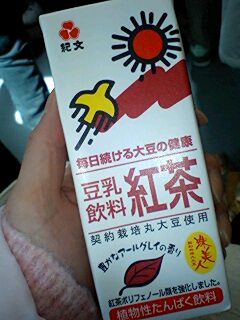 紀文
毎日続ける大豆の健康
豆乳
飲料
紅茶
契約栽培丸大豆使用
豊かなアールグレイの香り
紅茶ポリフェノール類を強化しました。
植物性たんぱく飲料